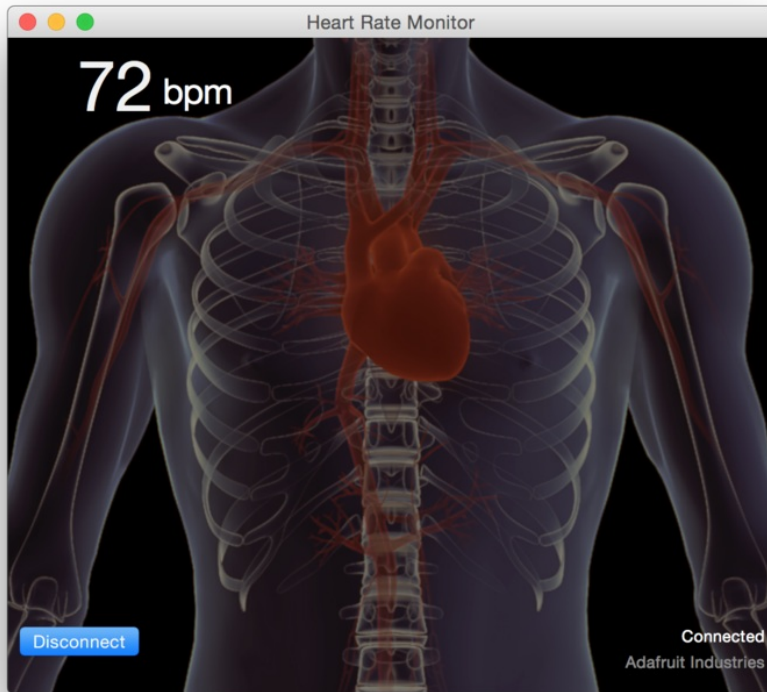 Heart Rate Monitor
72 bpm
Disconnect
Connected
Adafruit Industries